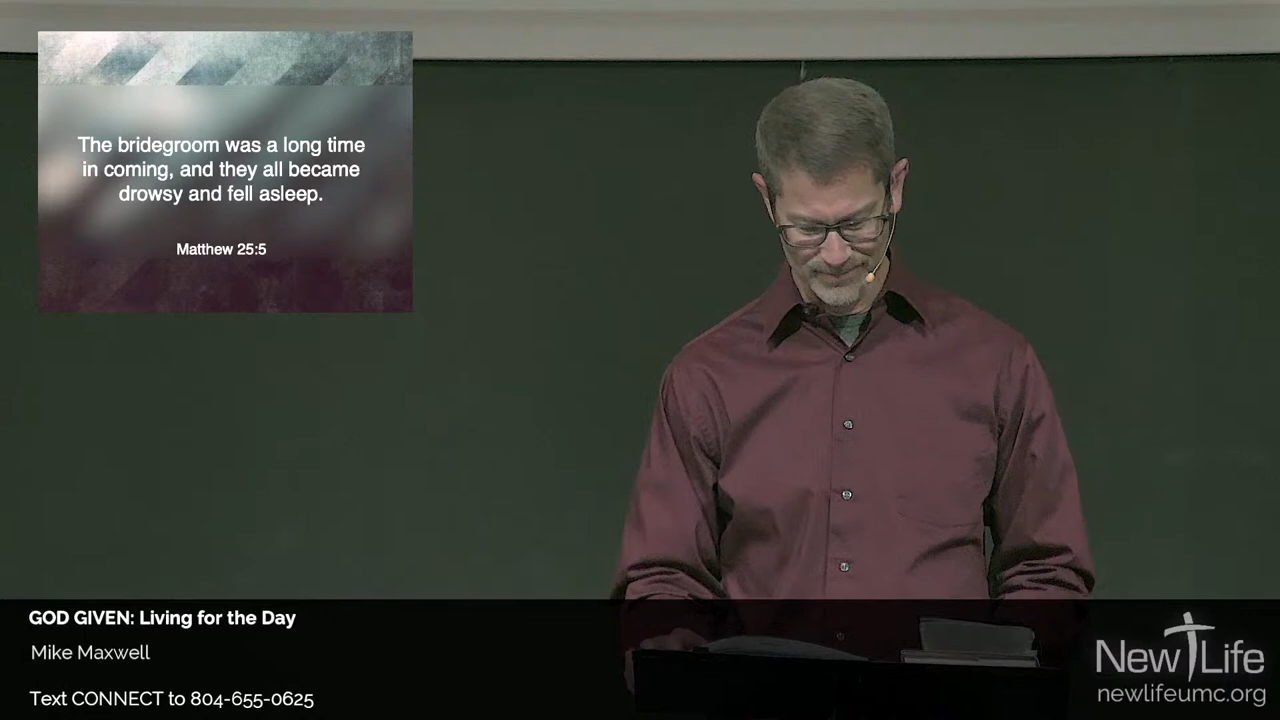 The bridegroom was a long time
in coming, and they all became
drowsy and fell asleep.
Matthew 25:5
GOD GIVEN: Living for the Day
Mike Maxwell
Text CONNECT to 804-655-0625
New Life
newlifeumc.org